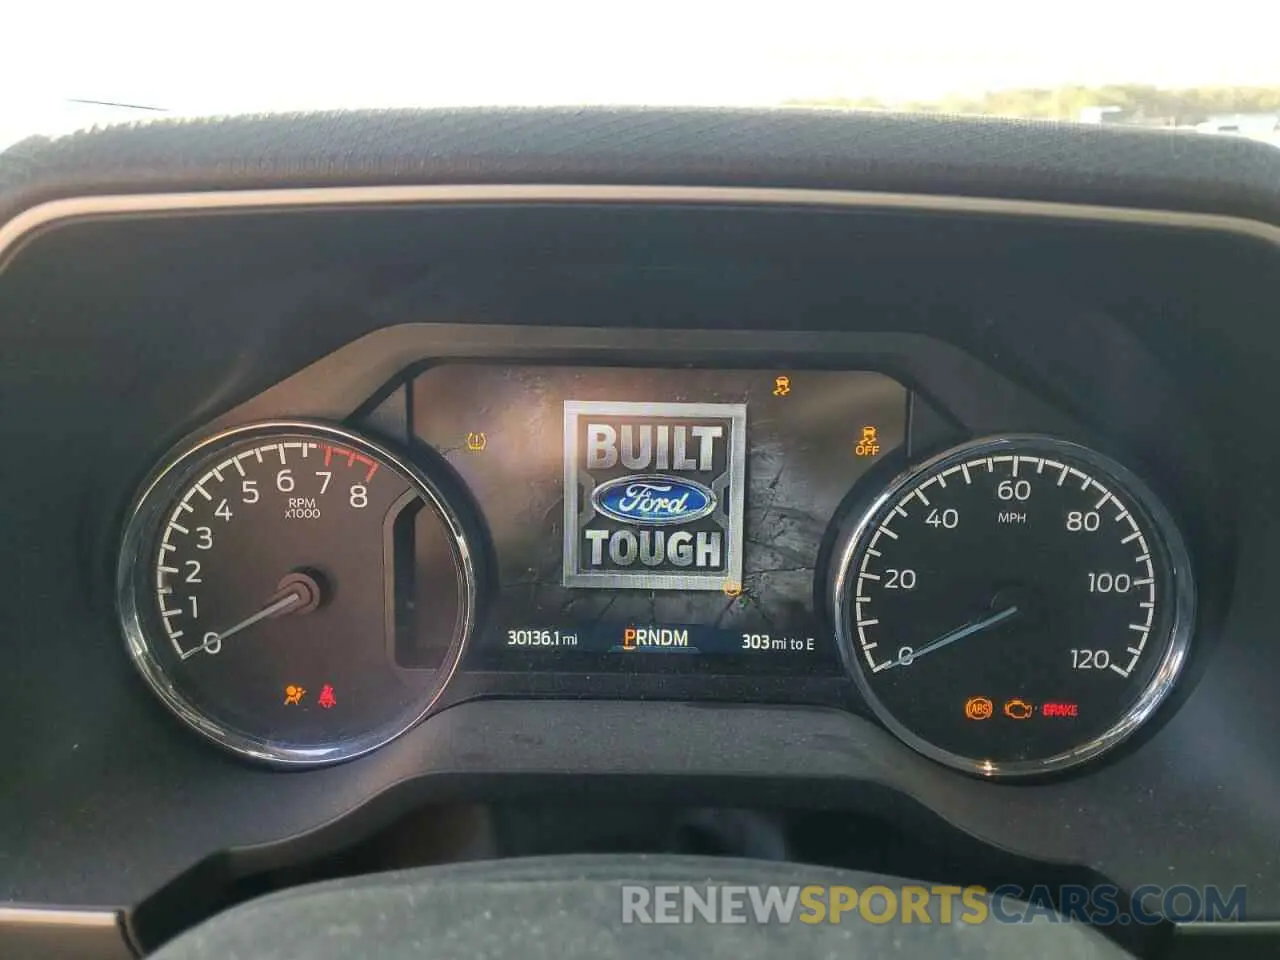 BUILT
Ford
TOUGH
OFF
0 1 2 3 4 5 6 7 8
RPM
x1000
0 20 40 60 80 100 120
MPH
30136.1 mi
PRNDM
303 mi to E
ABS
BRAKE
RENEWSPORTSCARS.COM